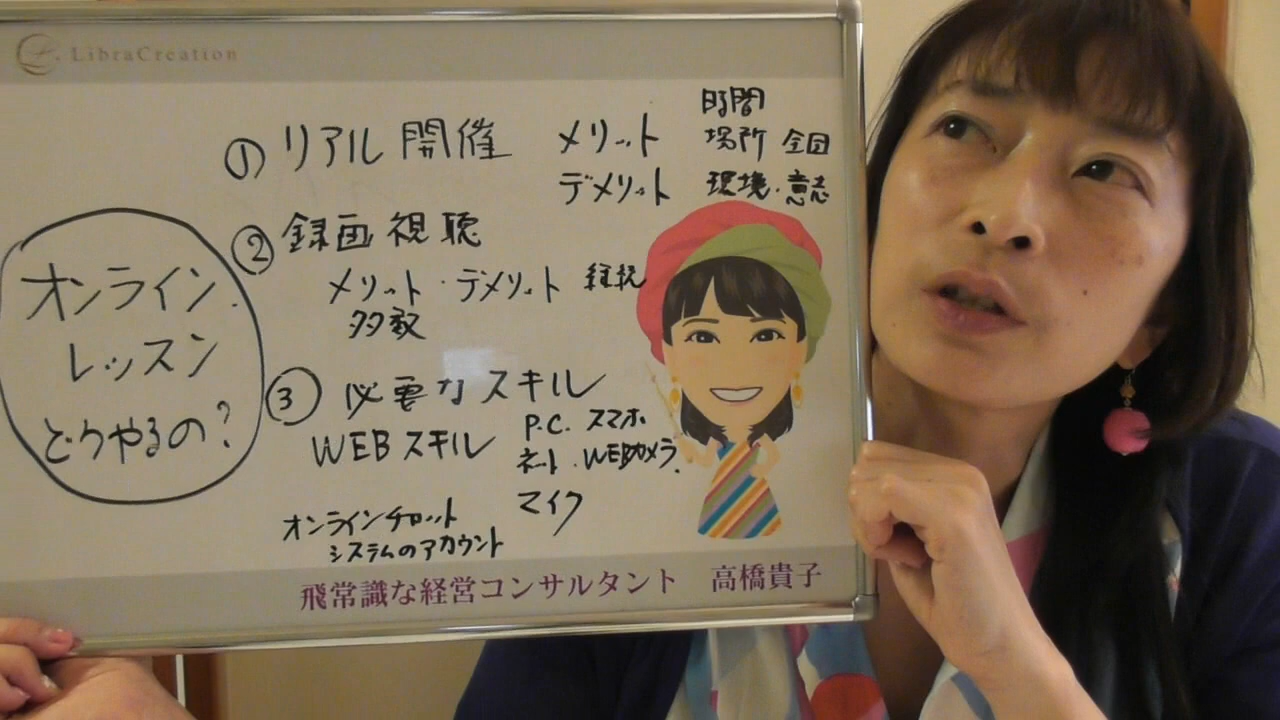 LibraCreation
オンライン
レッスン
どうやるの?
のリアル開催
メリット 時間 場所 全国
デメリット 環境・意志
② 録画視聴
メリット・デメリット
多数
③ 必要なスキル
WEBスキル
P.C. スマホ
ネット・WEBカメラ
マイク
オンラインチャット
システムのアカウント
飛常識な経営コンサルタント 高橋貴子